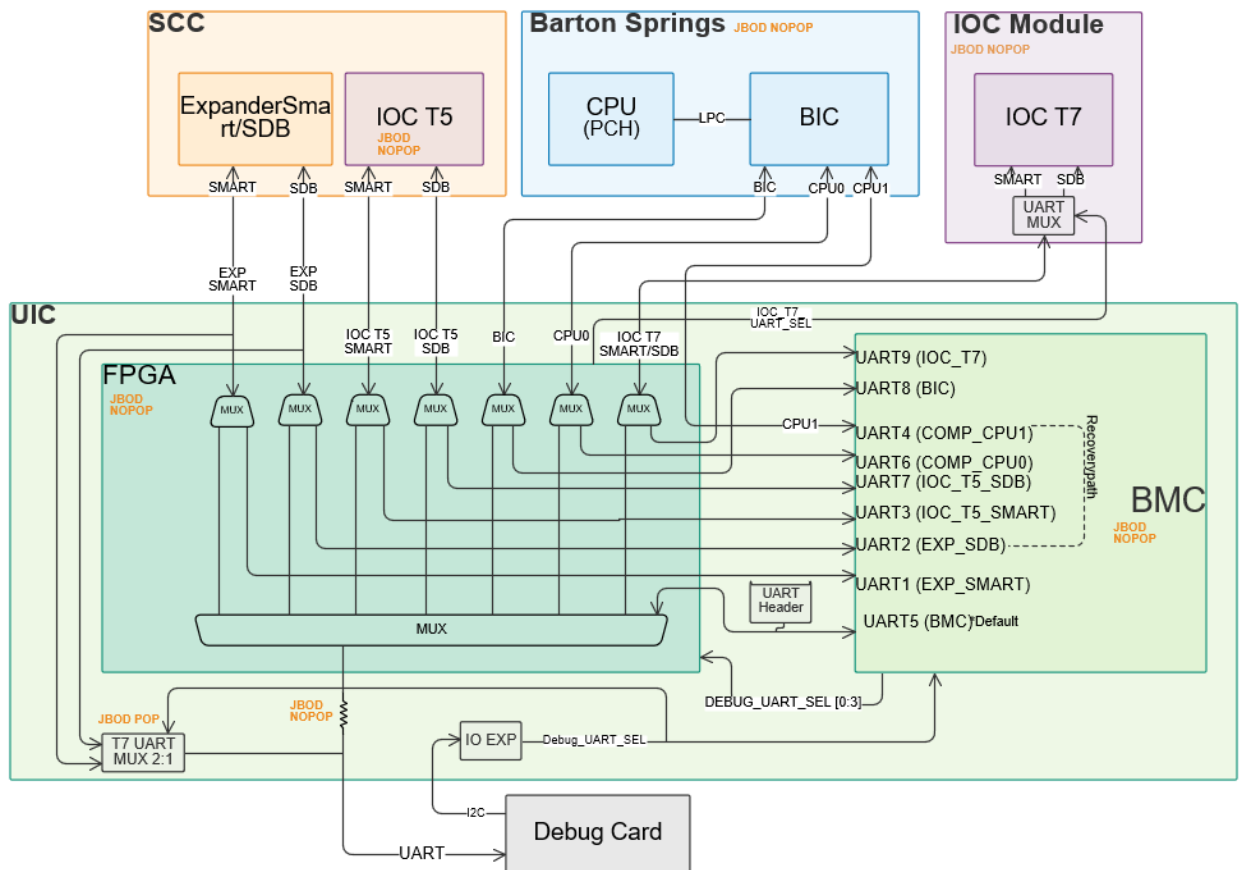 SCC
Barton Springs
JBOD NOPOP
IOC Module
JBOD NOPOP
ExpanderSma
rt/SDB
IOC T5
JBOD
NOPOP
CPU
(PCH)
LPC
BIC
IOC T7
SMART
SDB
SMART
SDB
BIC
CPU0
CPU1
SMART
SDB
UART
MUX
EXP
SMART
EXP
SDB
UIC
IOC_T7
UART_SEL
IOC T5
SMART
IOC T5
SDB
BIC
CPU0
IOC T7
SMART/SDB
FPGA
JBOD
NOPOP
MUX
MUX
MUX
MUX
MUX
MUX
MUX
UART9 (IOC_T7)
UART8 (BIC)
CPU1
UART4 (COMP_CPU1)
UART6 (COMP_CPU0)
UART7 (IOC_T5_SDB)
UART3 (IOC_T5_SMART)
UART2 (EXP_SDB)
UART1 (EXP_SMART)
UART5 (BMC)*Default
Recoverypath
BMC
JBOD
NOPOP
UART
Header
MUX
DEBUG_UART_SEL [0:3]
JBOD
NOPOP
JBOD POP
T7 UART
MUX 2:1
IO EXP
Debug_UART_SEL
I2C
Debug Card
UART